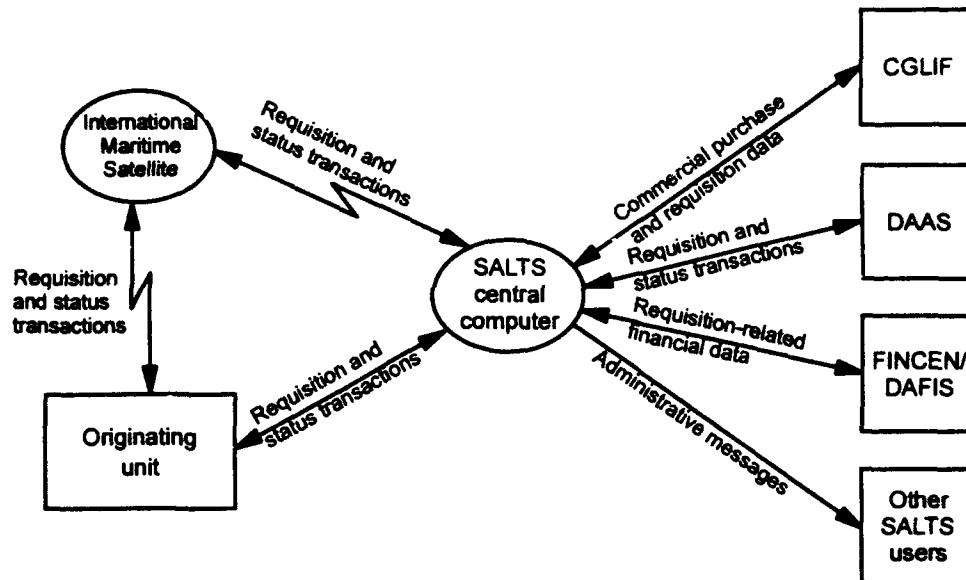 International
Maritime
Satellite
Requisition and
status transactions
Requisition
and status
transactions
Originating
unit
Requisition and
status transactions
SALTS
central
computer
Commercial purchase
and requisition data
Requisition and
status transactions
Requisition-related
financial data
Administrative messages
CGLIF
DAAS
FINCEN/
DAFIS
Other
SALTS
users